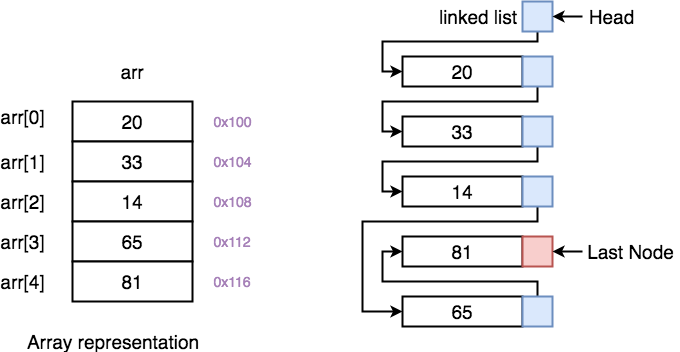 linked list
Head
arr
20
33
14
81
Last Node
65
arr[0] 20 0x100
arr[1] 33 0x104
arr[2] 14 0x108
arr[3] 65 0x112
arr[4] 81 0x116
Array representation